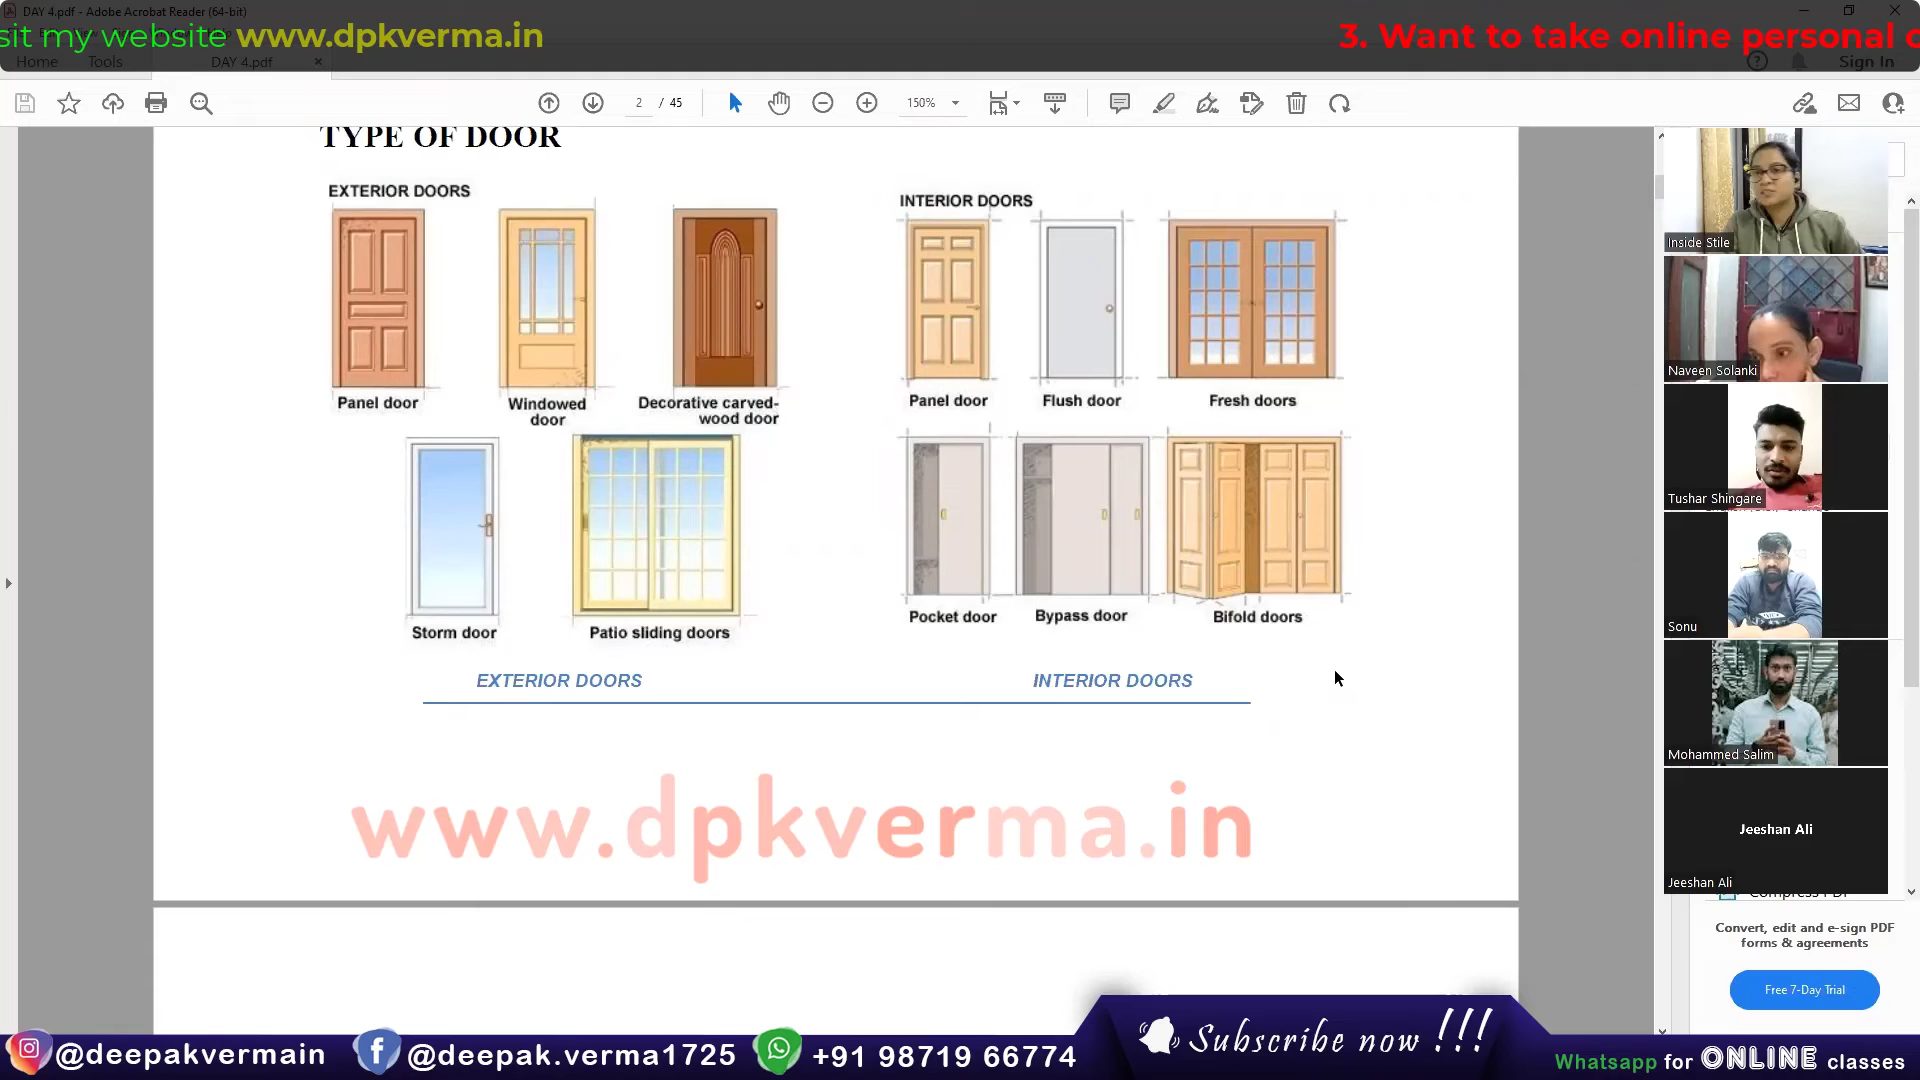 DAY 4.pdf - Adobe Acrobat Reader (64-bit)
sit my website www.dpkverma.in
3. Want to take online personal c
Home Tools DAY 4.pdf × Sign In
2 / 45 150%
TYPE OF DOOR
EXTERIOR DOORS
Panel door
Windowed
door
Decorative carved-
wood door
Storm door
Patio sliding doors
INTERIOR DOORS
Panel door
Flush door
Fresh doors
Pocket door
Bypass door
Bifold doors
EXTERIOR DOORS
INTERIOR DOORS
www.dpkverma.in
Inside Stile
Naveen Solanki
Tushar Shingare
Sonu
Mohammed Salim
Jeeshan Ali
Jeeshan Ali
Compress PDF
Convert, edit and e-sign PDF
forms & agreements
Free 7-Day Trial
@deepakvermain
@deepak.verma1725
+91 98719 66774
Subscribe now !!!
Whatsapp for ONLINE classes